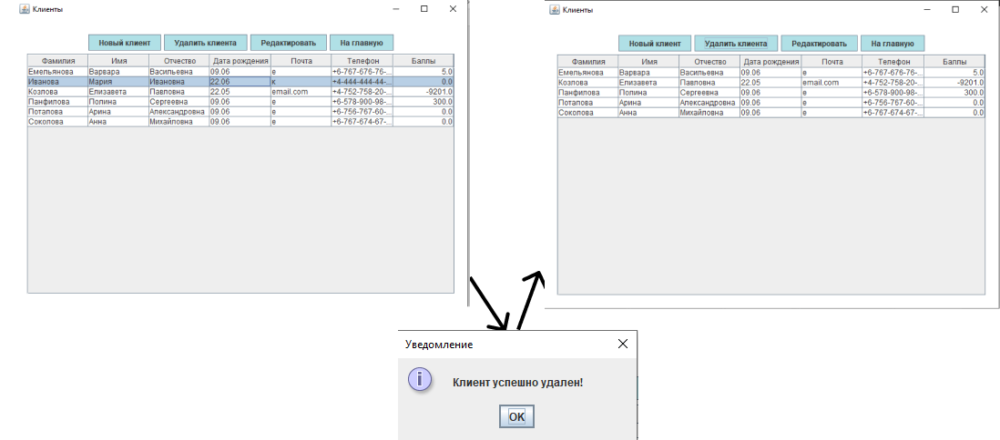 Клиенты
Новый клиент Удалить клиента Редактировать На главную
Фамилия Имя Отчество Дата рождения Почта Телефон Баллы
Емельянова Варвара Васильевна 09.06 е +6-767-676-76-... 5.0
Иванова Мария Ивановна 22.06 к +4-444-444-44-... 0.0
Козлова Елизавета Павловна 22.05 email.com +4-752-758-20-... -9201.0
Панфилова Полина Сергеевна 09.06 е +6-578-900-98-... 300.0
Потапова Арина Александровна 09.06 е +6-756-767-60-... 0.0
Соколова Анна Михайловна 09.06 е +6-767-674-67-... 0.0
Клиенты
Новый клиент Удалить клиента Редактировать На главную
Фамилия Имя Отчество Дата рождения Почта Телефон Баллы
Емельянова Варвара Васильевна 09.06 е +6-767-676-76-... 5.0
Козлова Елизавета Павловна 22.05 email.com +4-752-758-20-... -9201.0
Панфилова Полина Сергеевна 09.06 е +6-578-900-98-... 300.0
Потапова Арина Александровна 09.06 е +6-756-767-60-... 0.0
Соколова Анна Михайловна 09.06 е +6-767-674-67-... 0.0
Уведомление
Клиент успешно удален!
OK